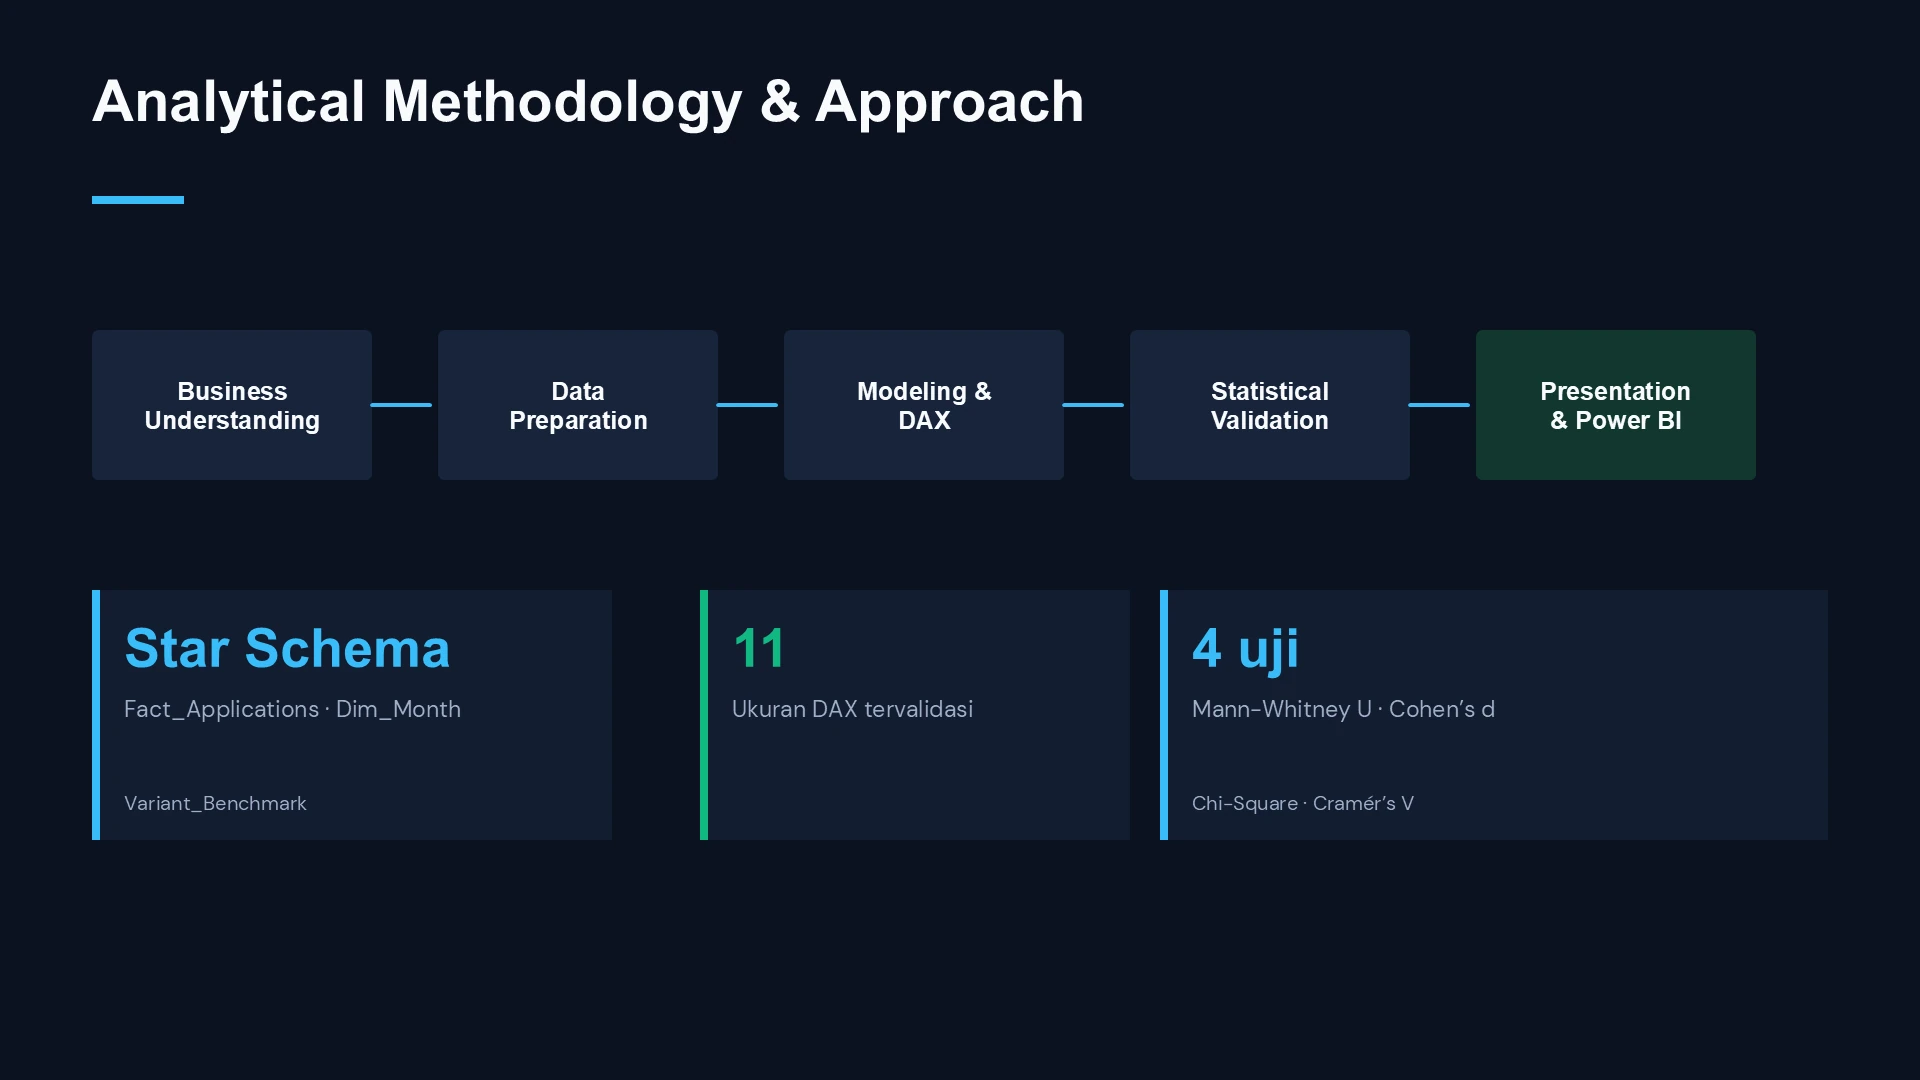 Analytical Methodology & Approach
Business
Understanding
Data
Preparation
Modeling &
DAX
Statistical
Validation
Presentation
& Power BI
Star Schema
Fact_Applications · Dim_Month
Variant_Benchmark
11
Ukuran DAX tervalidasi
4 uji
Mann-Whitney U · Cohen’s d
Chi-Square · Cramér’s V